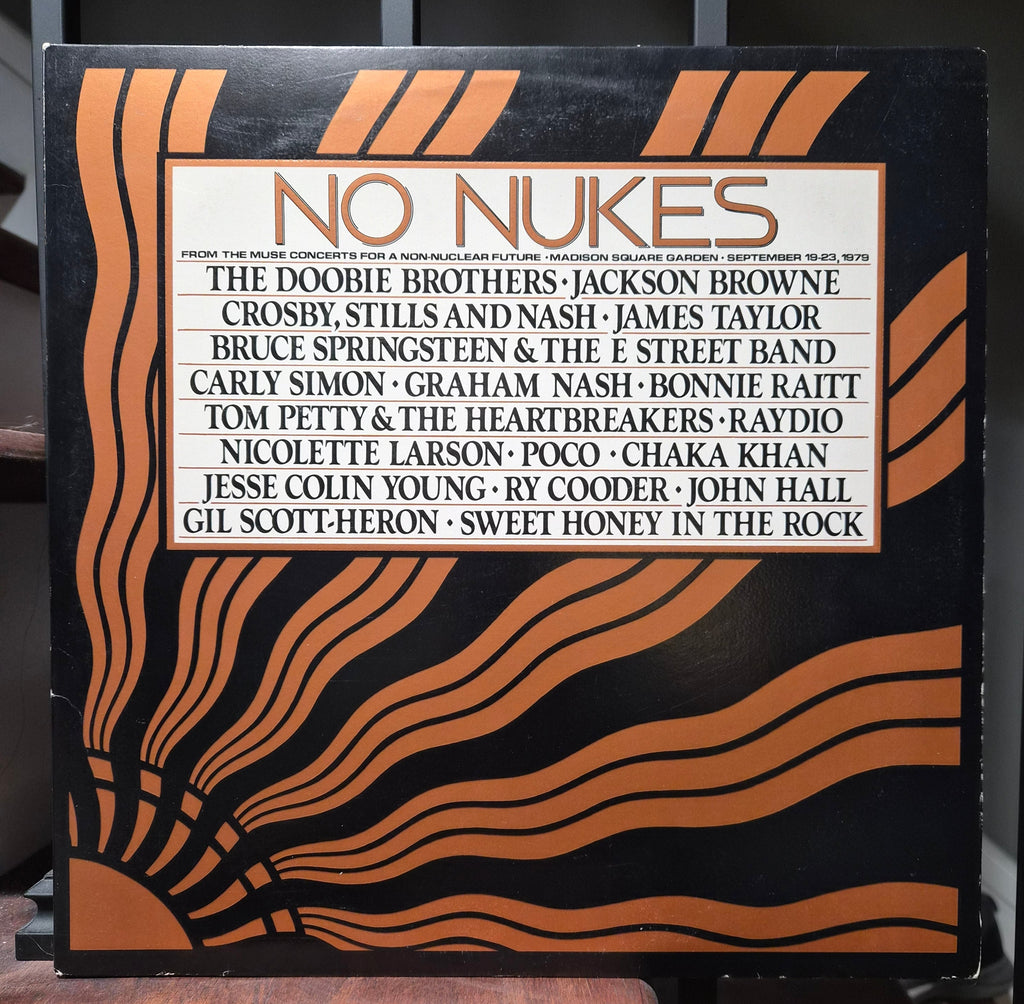 NO NUKES
FROM THE MUSE CONCERTS FOR A NON-NUCLEAR FUTURE • MADISON SQUARE GARDEN • SEPTEMBER 19-23, 1979
THE DOOBIE BROTHERS • JACKSON BROWNE
CROSBY, STILLS AND NASH • JAMES TAYLOR
BRUCE SPRINGSTEEN & THE E STREET BAND
CARLY SIMON • GRAHAM NASH • BONNIE RAITT
TOM PETTY & THE HEARTBREAKERS • RAYDIO
NICOLETTE LARSON • POCO • CHAKA KHAN
JESSE COLIN YOUNG • RY COODER • JOHN HALL
GIL SCOTT-HERON • SWEET HONEY IN THE ROCK